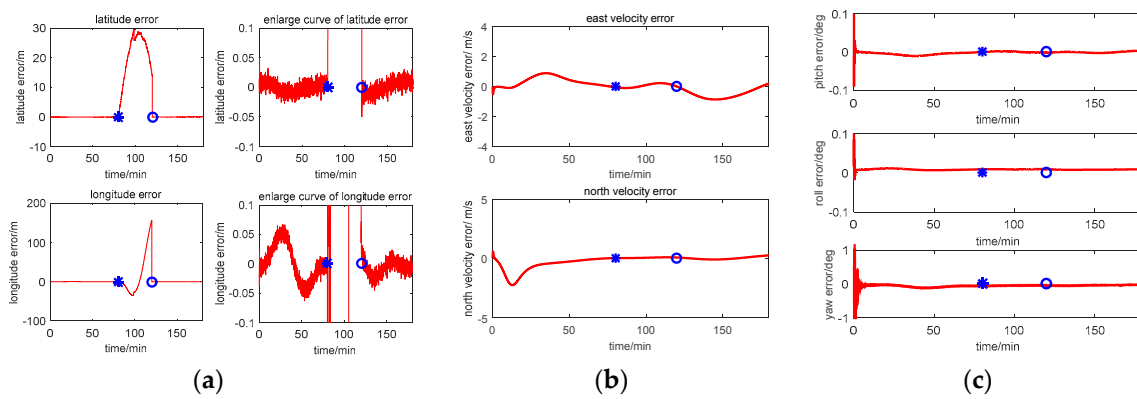 latitude error
latitude error/m
30
20
10
0
-10
0 50 100 150
time/min
enlarge curve of latitude error
latitude error/m
0.1
0.05
0
-0.05
-0.1
0 50 100 150
time/min
longitude error
longitude error/m
200
100
0
-100
0 50 100 150
time/min
enlarge curve of longitude error
longitude error/m
0.1
0.05
0
-0.05
-0.1
0 50 100 150
time/min
(a)
east velocity error
east velocity error/ m/s
4
2
0
-2
-4
0 50 100 150
time/min
north velocity error
north velocity error/ m/s
5
0
-5
0 50 100 150
time/min
(b)
pitch error/deg
0.1
0
-0.1
0 50 100 150
time/min
roll error/deg
0.1
0
-0.1
0 50 100 150
time/min
yaw error/deg
1
0
-1
0 50 100 150
time/min
(c)